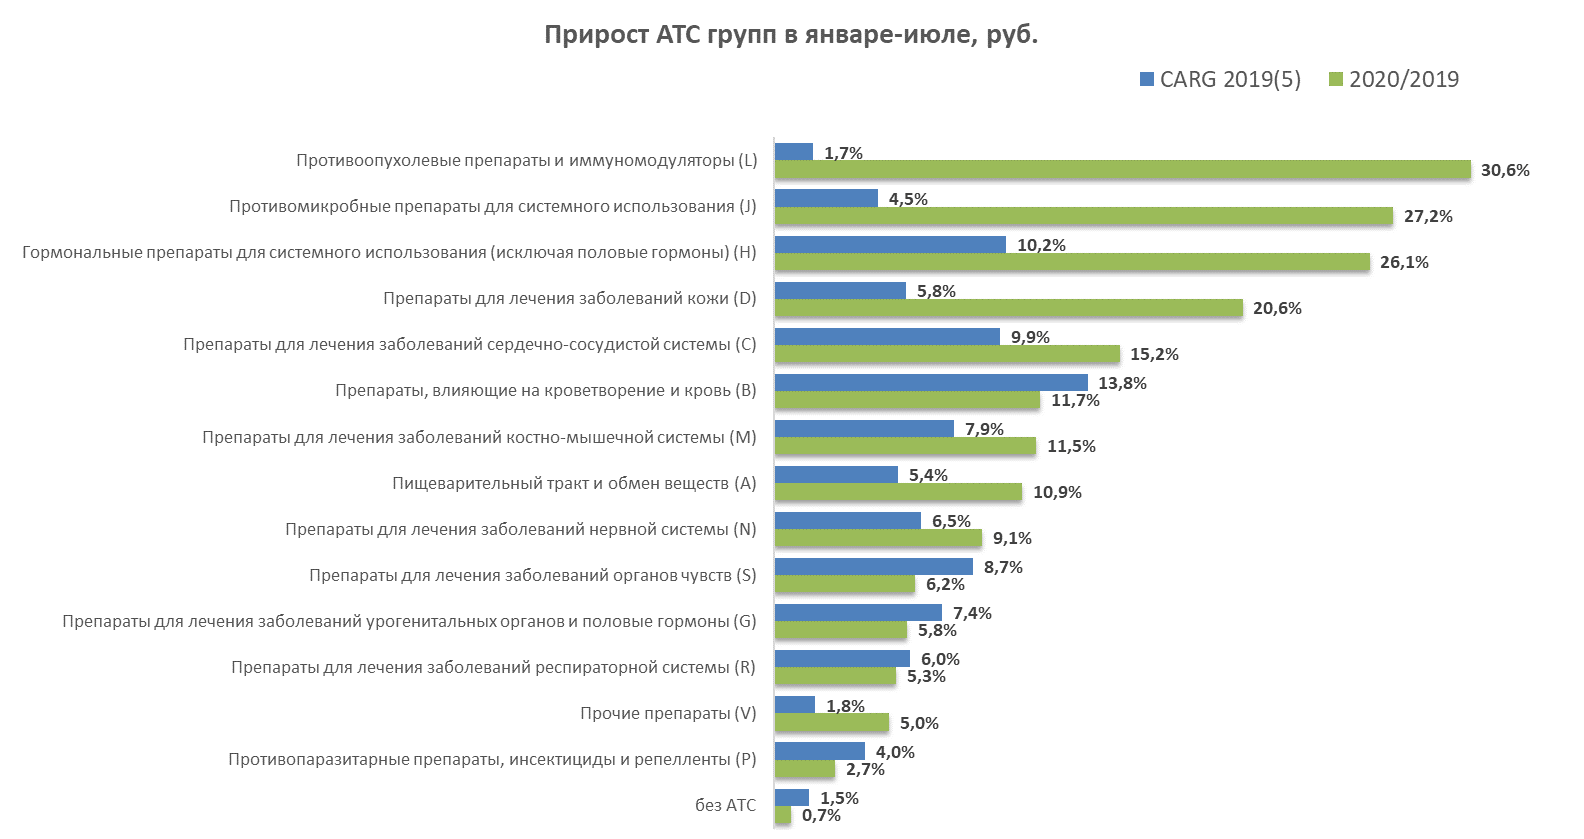 Прирост АТС групп в январе-июле, руб.
CARG 2019(5) 2020/2019
Противоопухолевые препараты и иммуномодуляторы (L) 1,7% 30,6%
Противомикробные препараты для системного использования (J) 4,5% 27,2%
Гормональные препараты для системного использования (исключая половые гормоны) (H) 10,2% 26,1%
Препараты для лечения заболеваний кожи (D) 5,8% 20,6%
Препараты для лечения заболеваний сердечно-сосудистой системы (C) 9,9% 15,2%
Препараты, влияющие на кроветворение и кровь (B) 13,8% 11,7%
Препараты для лечения заболеваний костно-мышечной системы (M) 7,9% 11,5%
Пищеварительный тракт и обмен веществ (A) 5,4% 10,9%
Препараты для лечения заболеваний нервной системы (N) 6,5% 9,1%
Препараты для лечения заболеваний органов чувств (S) 8,7% 6,2%
Препараты для лечения заболеваний урогенитальных органов и половые гормоны (G) 7,4% 5,8%
Препараты для лечения заболеваний респираторной системы (R) 6,0% 5,3%
Прочие препараты (V) 1,8% 5,0%
Противопаразитарные препараты, инсектициды и репелленты (P) 4,0% 2,7%
без АТС 1,5% 0,7%